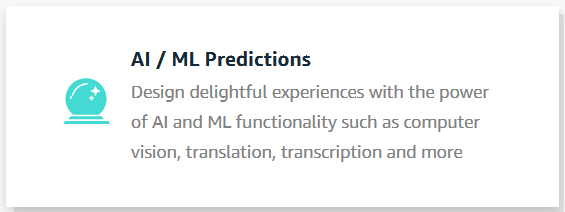 AI / ML Predictions
Design delightful experiences with the power
of AI and ML functionality such as computer
vision, translation, transcription and more